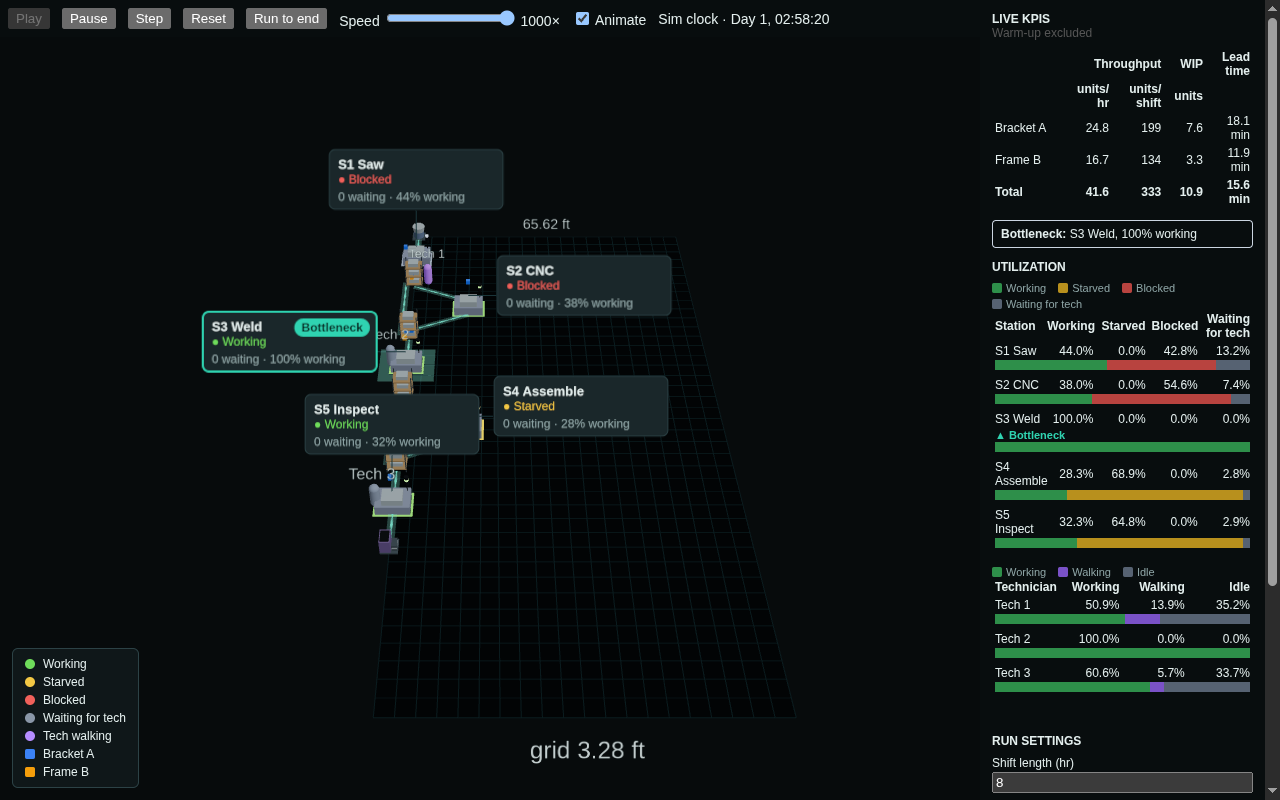 Play Pause Step Reset Run to end Speed 1000× Animate Sim clock · Day 1, 02:58:20
S1 Saw
Blocked
0 waiting · 44% working
65.62 ft
Tech 1
S2 CNC
Blocked
0 waiting · 38% working
S3 Weld Bottleneck
Working
0 waiting · 100% working
S4 Assemble
Starved
0 waiting · 28% working
S5 Inspect
Working
0 waiting · 32% working
Tech 3
grid 3.28 ft
Working
Starved
Blocked
Waiting for tech
Tech walking
Bracket A
Frame B
LIVE KPIS
Warm-up excluded
Throughput WIP Lead time
units/hr units/shift units
Bracket A 24.8 199 7.6 18.1 min
Frame B 16.7 134 3.3 11.9 min
Total 41.6 333 10.9 15.6 min
Bottleneck: S3 Weld, 100% working
UTILIZATION
Working Starved Blocked
Waiting for tech
Station Working Starved Blocked Waiting for tech
S1 Saw 44.0% 0.0% 42.8% 13.2%
S2 CNC 38.0% 0.0% 54.6% 7.4%
S3 Weld 100.0% 0.0% 0.0% 0.0%
▲ Bottleneck
S4 Assemble 28.3% 68.9% 0.0% 2.8%
S5 Inspect 32.3% 64.8% 0.0% 2.9%
Working Walking Idle
Technician Working Walking Idle
Tech 1 50.9% 13.9% 35.2%
Tech 2 100.0% 0.0% 0.0%
Tech 3 60.6% 5.7% 33.7%
RUN SETTINGS
Shift length (hr)
8